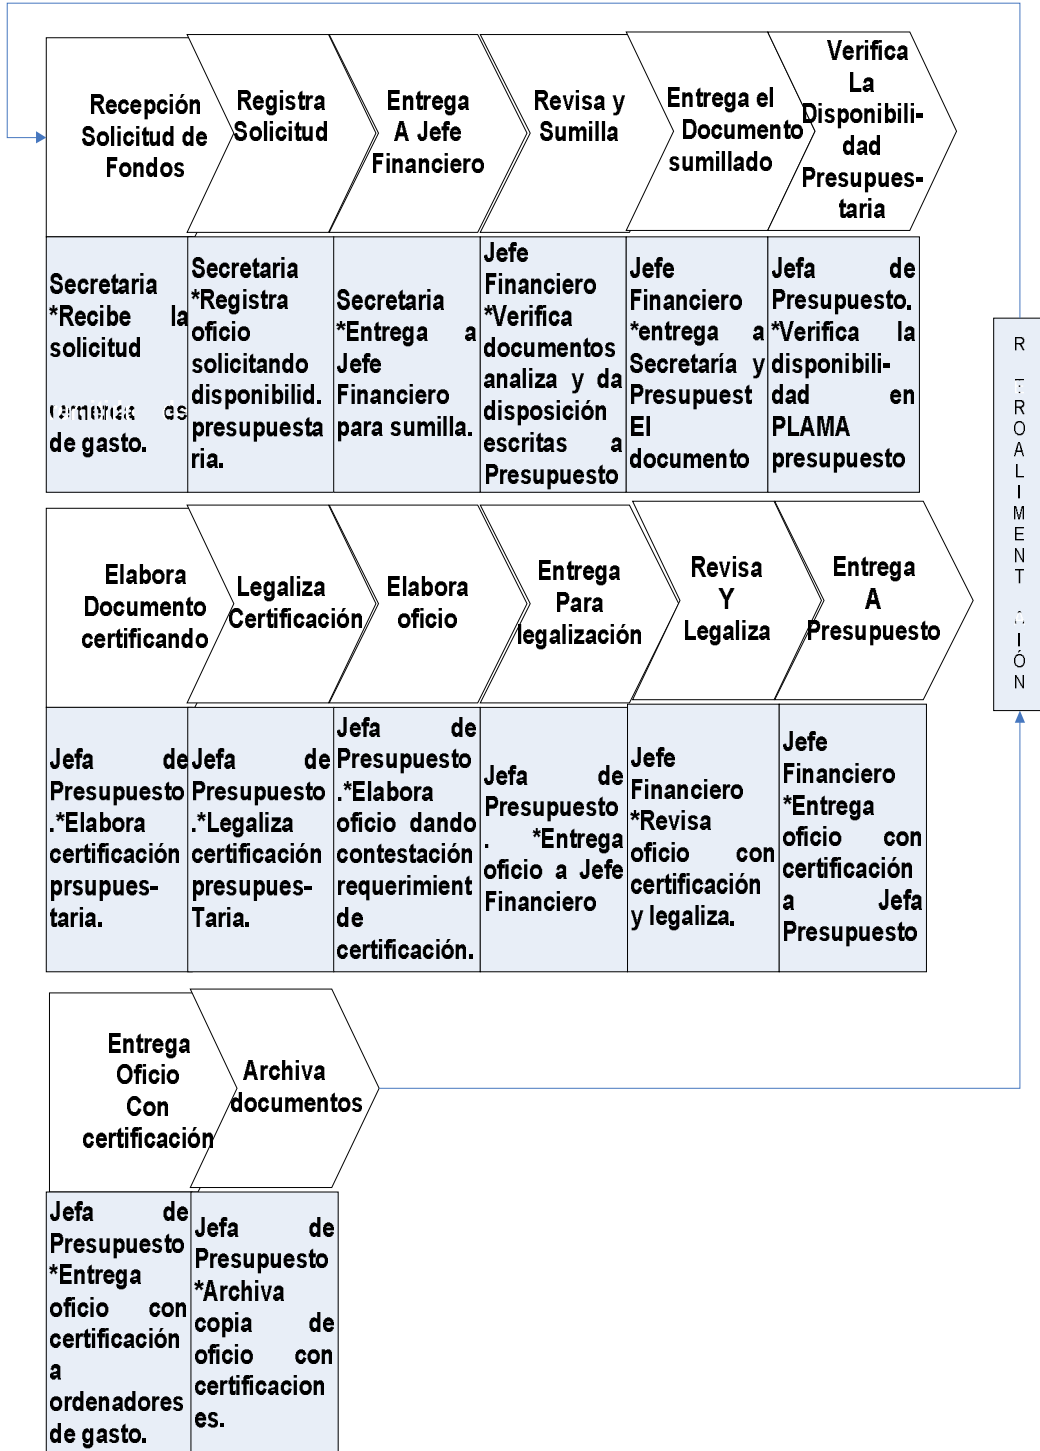 Recepción
Solicitud de
Fondos
Registra
Solicitud
Entrega
A Jefe
Financiero
Revisa y
Sumilla
Entrega el
Documento
sumillado
Verifica
La
Disponibili-
dad
Presupues-
taria
Secretaria
*Recibe la
solicitud
de gasto.
Secretaria
*Registra
oficio
solicitando
disponibilid.
presupuesta
ria.
Secretaria
*Entrega a
Jefe
Financiero
para sumilla.
Jefe
Financiero
*Verifica
documentos
analiza y da
disposición
escritas a
Presupuesto
Jefe
Financiero
*entrega a
Secretaría y
Presupuest
El
documento
Jefa de
Presupuesto.
*Verifica la
disponibili-
dad en
PLAMA
presupuesto
Elabora
Documento
certificando
Legaliza
Certificación
Elabora
oficio
Entrega
Para
legalización
Revisa
Y
Legaliza
Entrega
A
Presupuesto
Jefa de
Presupuesto
.*Elabora
certificación
prsupues-
taria.
Jefa de
Presupuesto
.*Legaliza
certificación
presupues-
Taria.
Jefa de
Presupuesto
.*Elabora
oficio dando
contestación
requerimient
de
certificación.
Jefa de
Presupuesto
. *Entrega
oficio a Jefe
Financiero
Jefe
Financiero
*Revisa
oficio con
certificación
y legaliza.
Jefe
Financiero
*Entrega
oficio con
certificación
a Jefa
Presupuesto
Entrega
Oficio
Con
certificación
Archiva
documentos
Jefa de
Presupuesto
*Entrega
oficio con
certificación
a
ordenadores
de gasto.
Jefa de
Presupuesto
*Archiva
copia de
oficio con
certificacion
es.
RETROALIMENTACIÓN